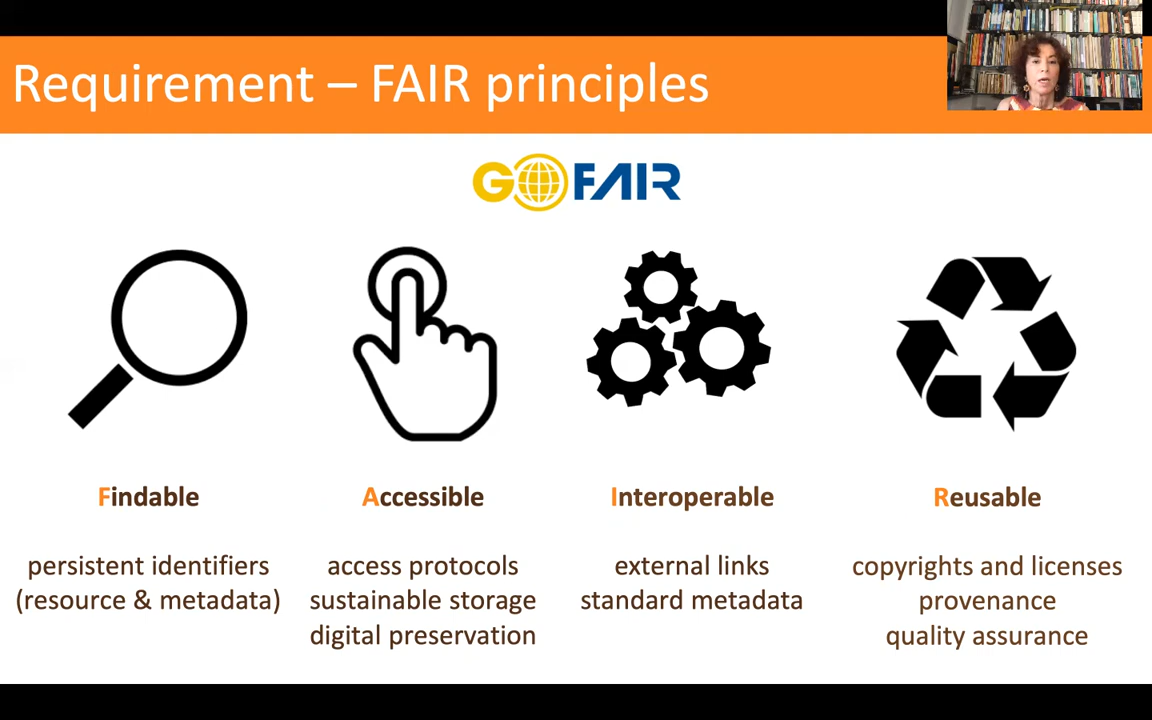 Requirement – FAIR principles
GO FAIR
Findable
persistent identifiers
(resource & metadata)
Accessible
access protocols
sustainable storage
digital preservation
Interoperable
external links
standard metadata
Reusable
copyrights and licenses
provenance
quality assurance